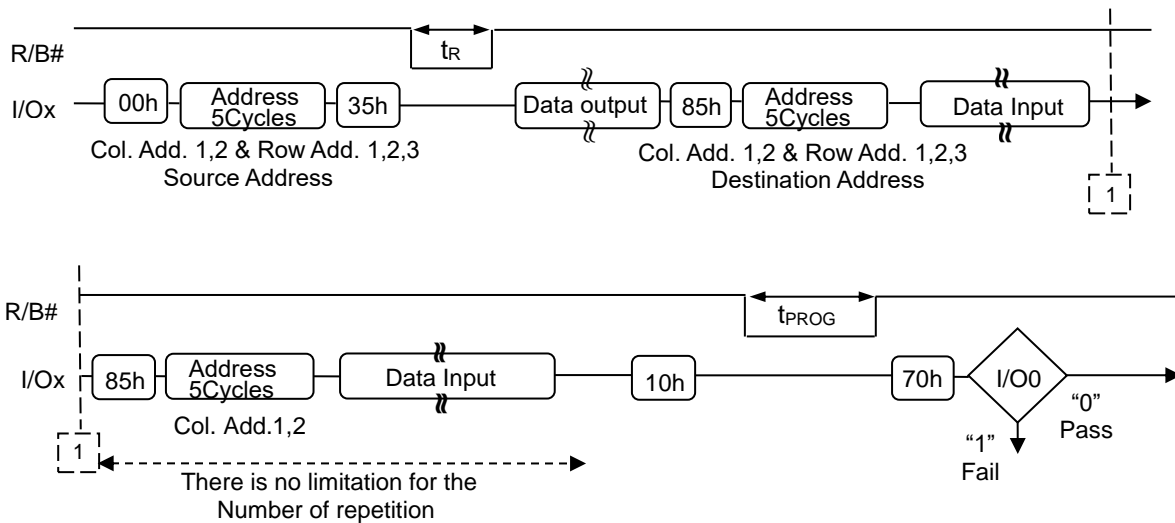 R/B#
tR
I/Ox
00h
Address
5Cycles
35h
Data output
85h
Address
5Cycles
Data Input
Col. Add. 1,2 & Row Add. 1,2,3
Source Address
Col. Add. 1,2 & Row Add. 1,2,3
Destination Address
1
R/B#
tPROG
I/Ox
85h
Address
5Cycles
Data Input
10h
70h
I/O0
“0”
Pass
Col. Add.1,2
“1”
Fail
1
There is no limitation for the
Number of repetition